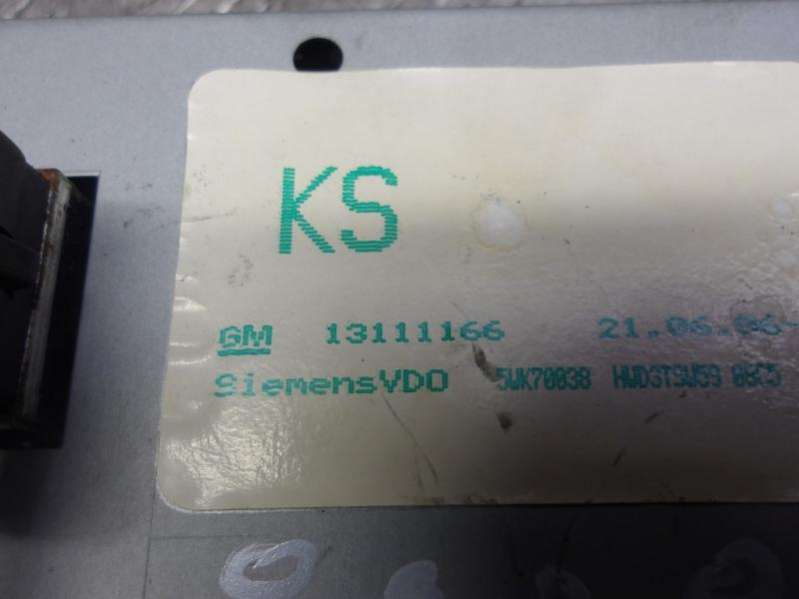 KS
GM 13111166 21.06.06-
SiemensVDO 5WK70038 HWD3TSW59 08C5